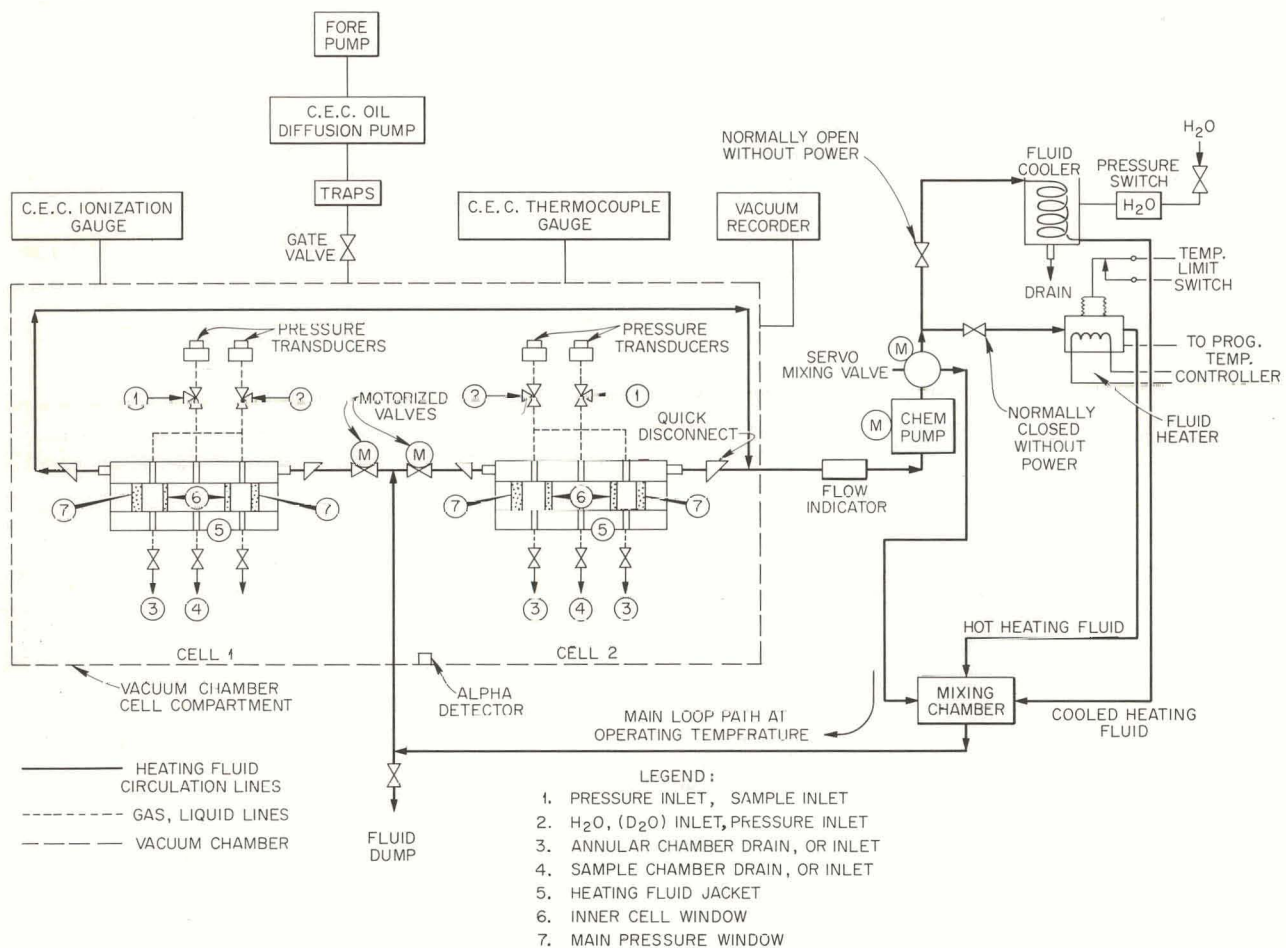 FORE
PUMP
C.E.C. OIL
DIFFUSION PUMP
TRAPS
GATE
VALVE
C.E.C. IONIZATION
GAUGE
C.E.C. THERMOCOUPLE
GAUGE
VACUUM
RECORDER
NORMALLY OPEN
WITHOUT POWER
FLUID
COOLER
PRESSURE
SWITCH
H2O
H2O
DRAIN
TEMP.
LIMIT
SWITCH
TO PROG.
TEMP.
CONTROLLER
FLUID
HEATER
NORMALLY
CLOSED
WITHOUT
POWER
SERVO
MIXING VALVE
M
M
CHEM
PUMP
FLOW
INDICATOR
QUICK
DISCONNECT
PRESSURE
TRANSDUCERS
PRESSURE
TRANSDUCERS
1
2
2
1
MOTORIZED
VALVES
M
M
7
6
7
5
7
6
7
5
3
4
3
4
3
CELL 1
CELL 2
VACUUM CHAMBER
CELL COMPARTMENT
ALPHA
DETECTOR
HOT HEATING FLUID
MIXING
CHAMBER
COOLED HEATING
FLUID
MAIN LOOP PATH AT
OPERATING TEMPERATURE
FLUID
DUMP
HEATING FLUID
CIRCULATION LINES
GAS, LIQUID LINES
VACUUM CHAMBER
LEGEND:
1. PRESSURE INLET, SAMPLE INLET
2. H2O, (D2O) INLET, PRESSURE INLET
3. ANNULAR CHAMBER DRAIN, OR INLET
4. SAMPLE CHAMBER DRAIN, OR INLET
5. HEATING FLUID JACKET
6. INNER CELL WINDOW
7. MAIN PRESSURE WINDOW